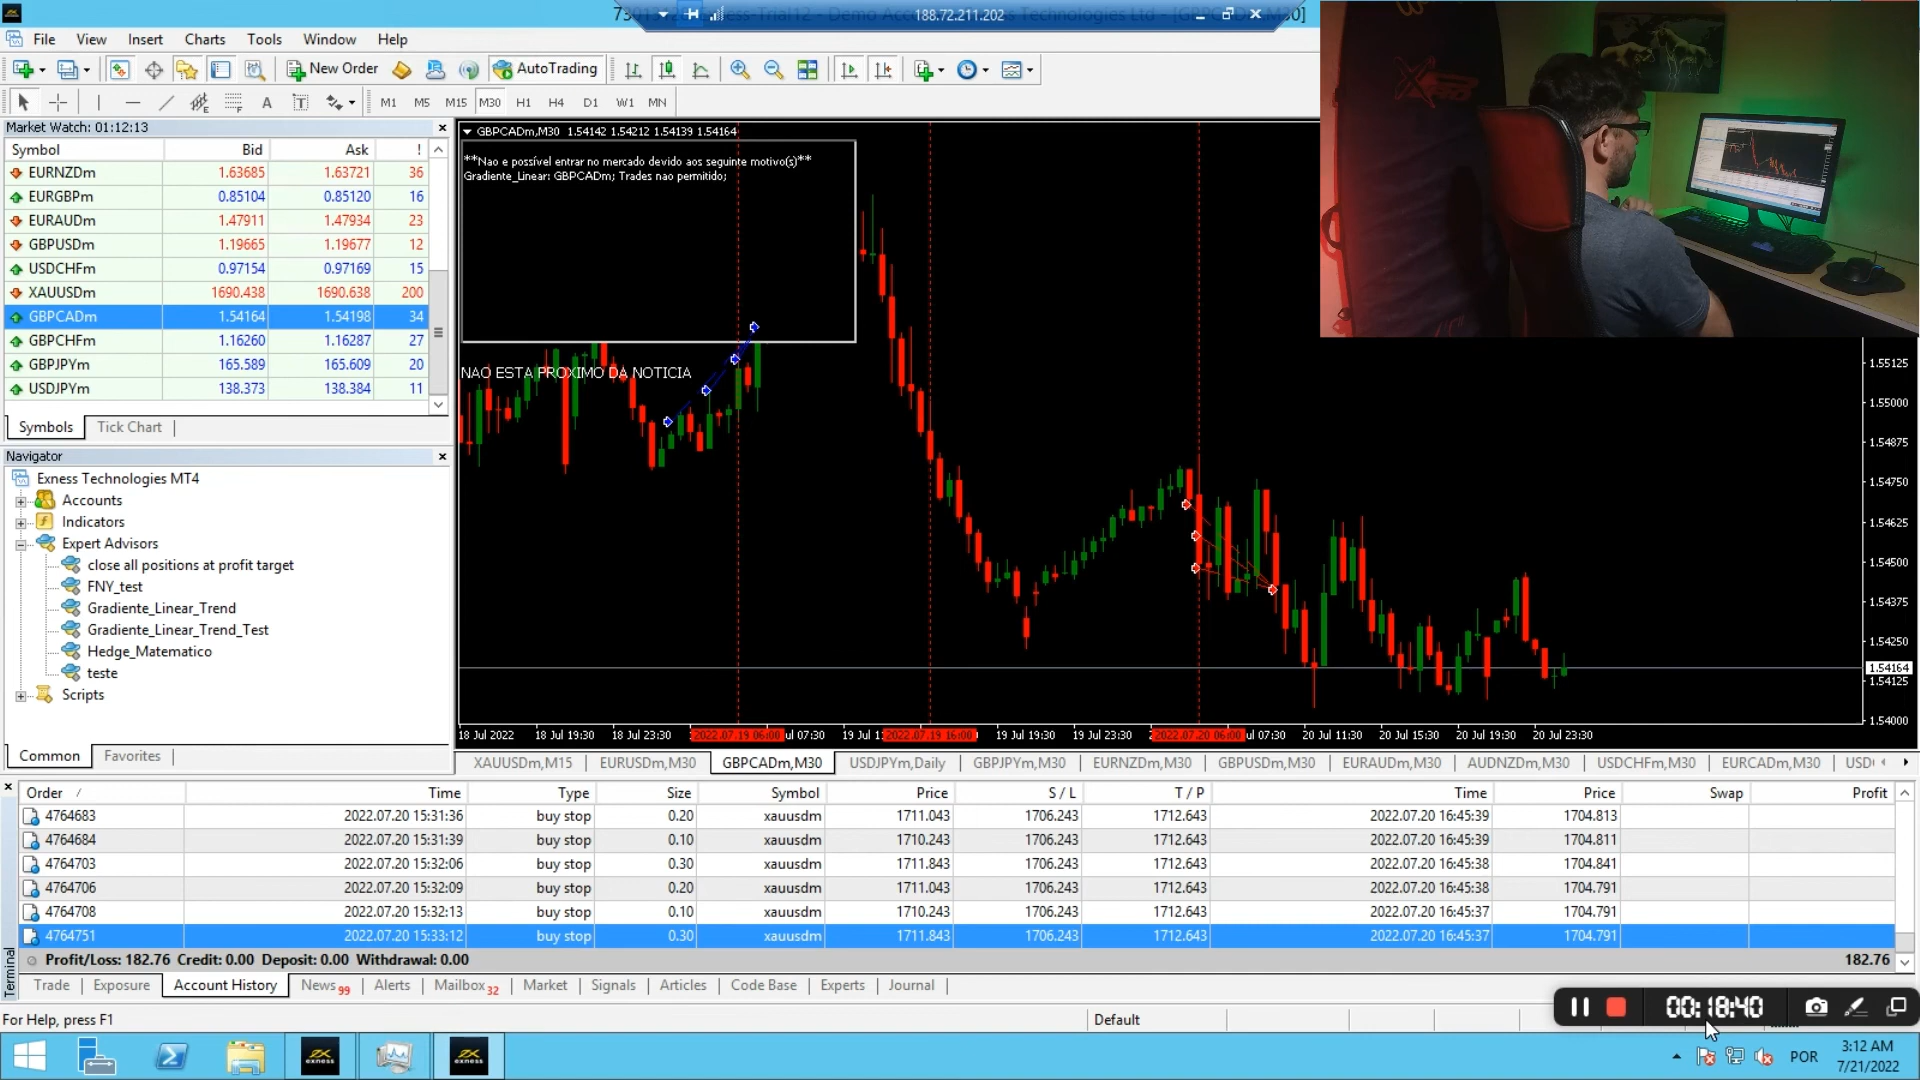 188.72.211.202
File View Insert Charts Tools Window Help
New Order AutoTrading
M1 M5 M15 M30 H1 H4 D1 W1 MN
Market Watch: 01:12:13
Symbol Bid Ask !
EURNZDm 1.63685 1.63721 36
EURGBPm 0.85104 0.85120 16
EURAUDm 1.47911 1.47934 23
GBPUSDm 1.19665 1.19677 12
USDCHFm 0.97154 0.97169 15
XAUUSDm 1690.438 1690.638 200
GBPCADm 1.54164 1.54198 34
GBPCHFm 1.16260 1.16287 27
GBPJPYm 165.589 165.609 20
USDJPYm 138.373 138.384 11
Symbols Tick Chart
Navigator
Exness Technologies MT4
Accounts
Indicators
Expert Advisors
close all positions at profit target
FNY_test
Gradiente_Linear_Trend
Gradiente_Linear_Trend_Test
Hedge_Matematico
teste
Scripts
Common Favorites
GBPCADm,M30 1.54142 1.54212 1.54139 1.54164
**Nao e possível entrar no mercado devido aos seguinte motivo(s)**
Gradiente_Linear: GBPCADm; Trades nao permitido;
NAO ESTA PROXIMO DA NOTICIA
1.55125
1.55000
1.54875
1.54750
1.54625
1.54500
1.54375
1.54250
1.54164
1.54125
1.54000
18 Jul 2022 18 Jul 19:30 18 Jul 23:30 2022.07.19 06:00 07:30 19 Jul 2022.07.19 16:00 19 Jul 19:30 19 Jul 23:30 2022.07.20 06:00 07:30 20 Jul 11:30 20 Jul 15:30 20 Jul 19:30 20 Jul 23:30
XAUUSDm,M15 EURUSDm,M30 GBPCADm,M30 USDJPYm,Daily GBPJPYm,M30 EURNZDm,M30 GBPUSDm,M30 EURAUDm,M30 AUDNZDm,M30 USDCHFm,M30 EURCADm,M30
Order / Time Type Size Symbol Price S / L T / P Time Price Swap Profit
4764683 2022.07.20 15:31:36 buy stop 0.20 xauusdm 1711.043 1706.243 1712.643 2022.07.20 16:45:39 1704.813
4764684 2022.07.20 15:31:39 buy stop 0.10 xauusdm 1710.243 1706.243 1712.643 2022.07.20 16:45:39 1704.811
4764703 2022.07.20 15:32:06 buy stop 0.30 xauusdm 1711.843 1706.243 1712.643 2022.07.20 16:45:38 1704.841
4764706 2022.07.20 15:32:09 buy stop 0.20 xauusdm 1711.043 1706.243 1712.643 2022.07.20 16:45:38 1704.791
4764708 2022.07.20 15:32:13 buy stop 0.10 xauusdm 1710.243 1706.243 1712.643 2022.07.20 16:45:37 1704.791
4764751 2022.07.20 15:33:12 buy stop 0.30 xauusdm 1711.843 1706.243 1712.643 2022.07.20 16:45:37 1704.791
Profit/Loss: 182.76 Credit: 0.00 Deposit: 0.00 Withdrawal: 0.00 182.76
Terminal
Trade Exposure Account History News 99 Alerts Mailbox 32 Market Signals Articles Code Base Experts Journal
00:18:40
For Help, press F1 Default
exness exness
POR 3:12 AM
7/21/2022